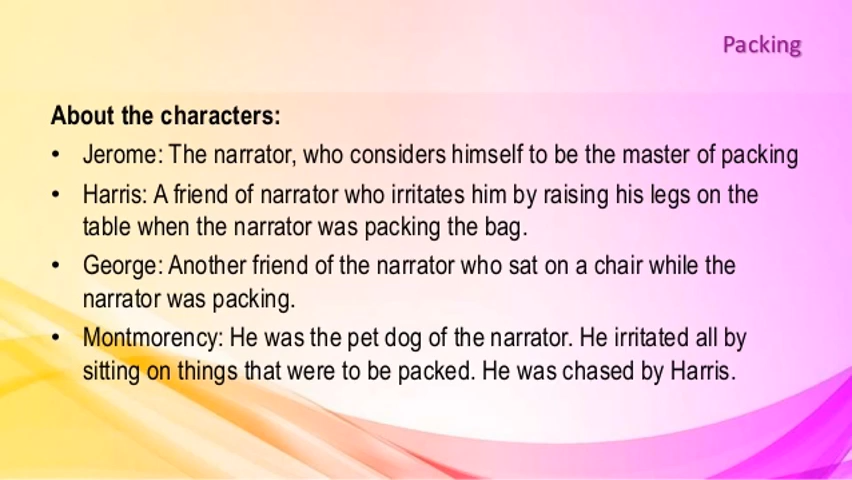 Packing
About the characters:
• Jerome: The narrator, who considers himself to be the master of packing
• Harris: A friend of narrator who irritates him by raising his legs on the
table when the narrator was packing the bag.
• George: Another friend of the narrator who sat on a chair while the
narrator was packing.
• Montmorency: He was the pet dog of the narrator. He irritated all by
sitting on things that were to be packed. He was chased by Harris.